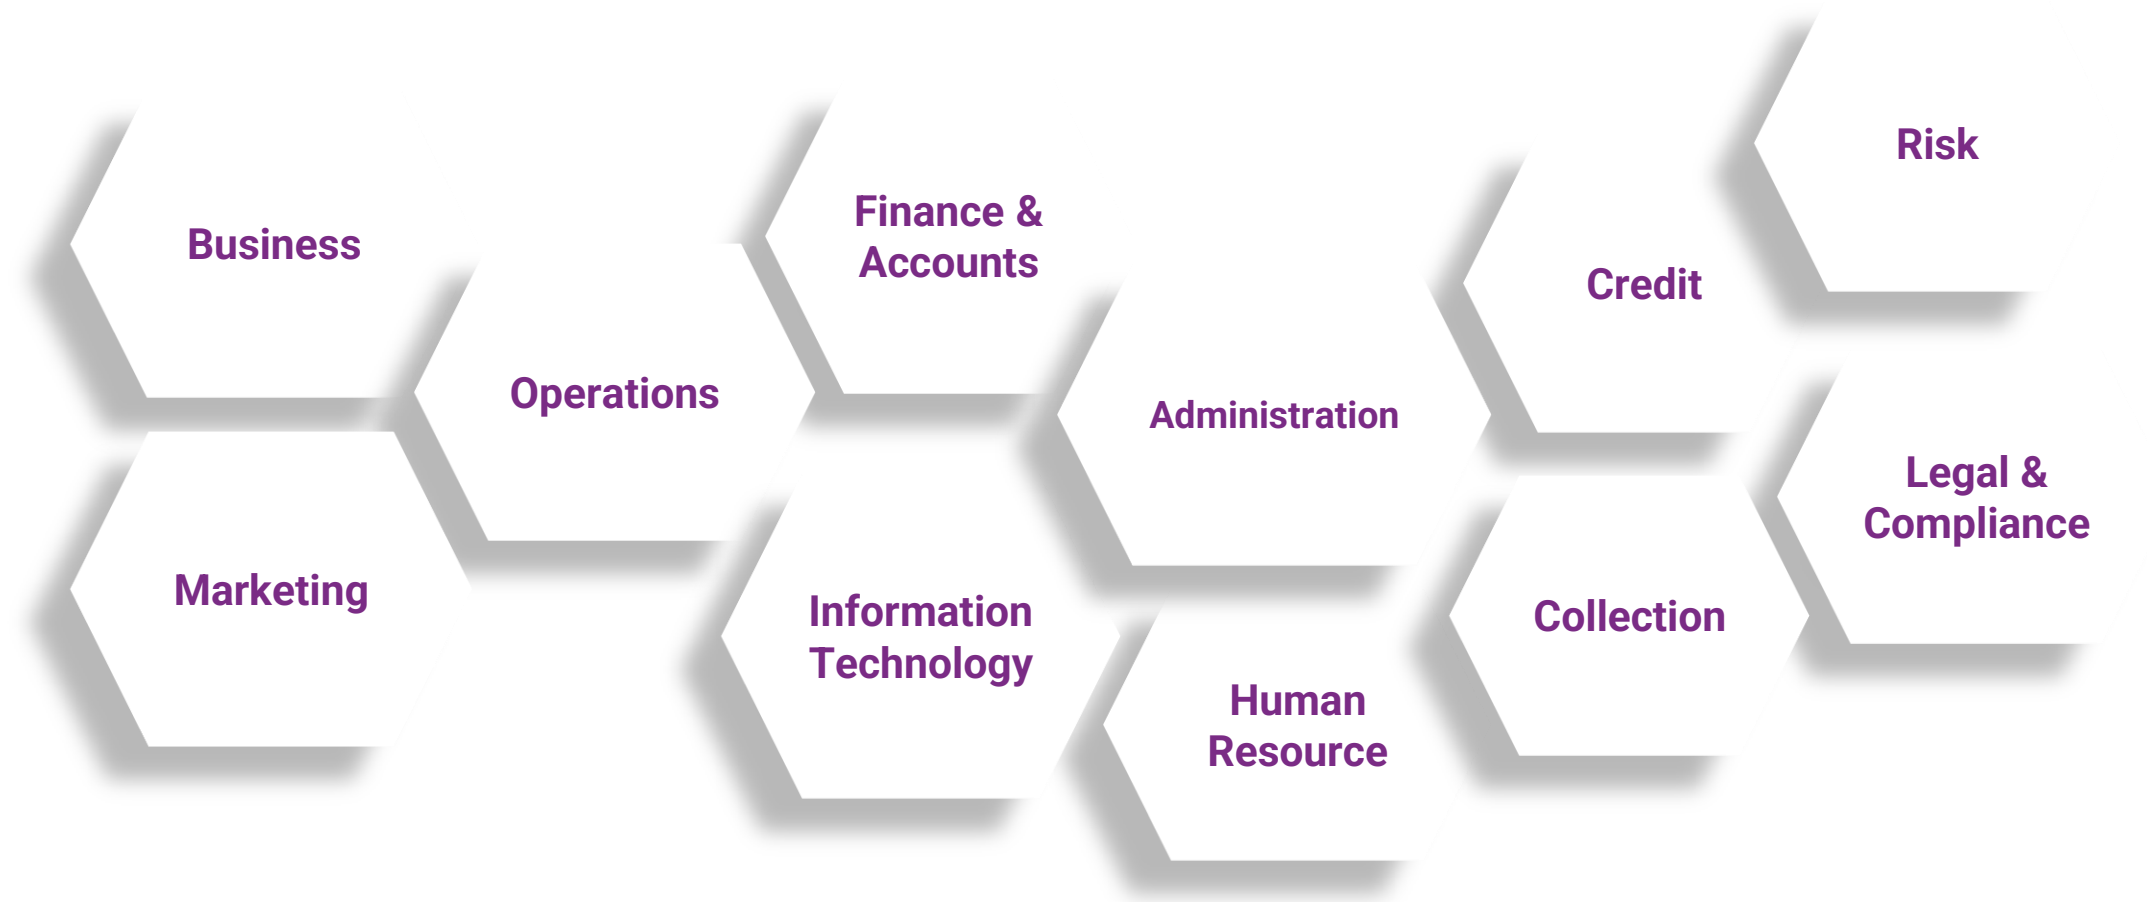 Business
Marketing
Operations
Finance &
Accounts
Information
Technology
Administration
Human
Resource
Credit
Collection
Risk
Legal &
Compliance